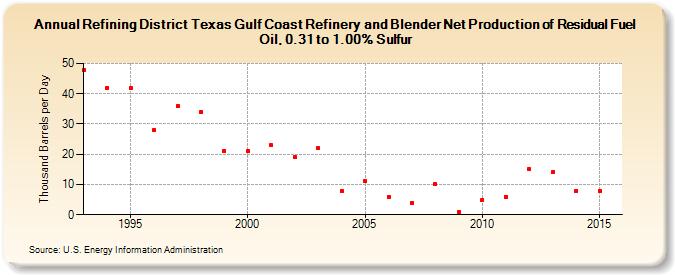 Annual Refining District Texas Gulf Coast Refinery and Blender Net Production of Residual Fuel
Oil, 0.31 to 1.00% Sulfur
Thousand Barrels per Day
50
40
30
20
10
0
1995 2000 2005 2010 2015
Source: U.S. Energy Information Administration